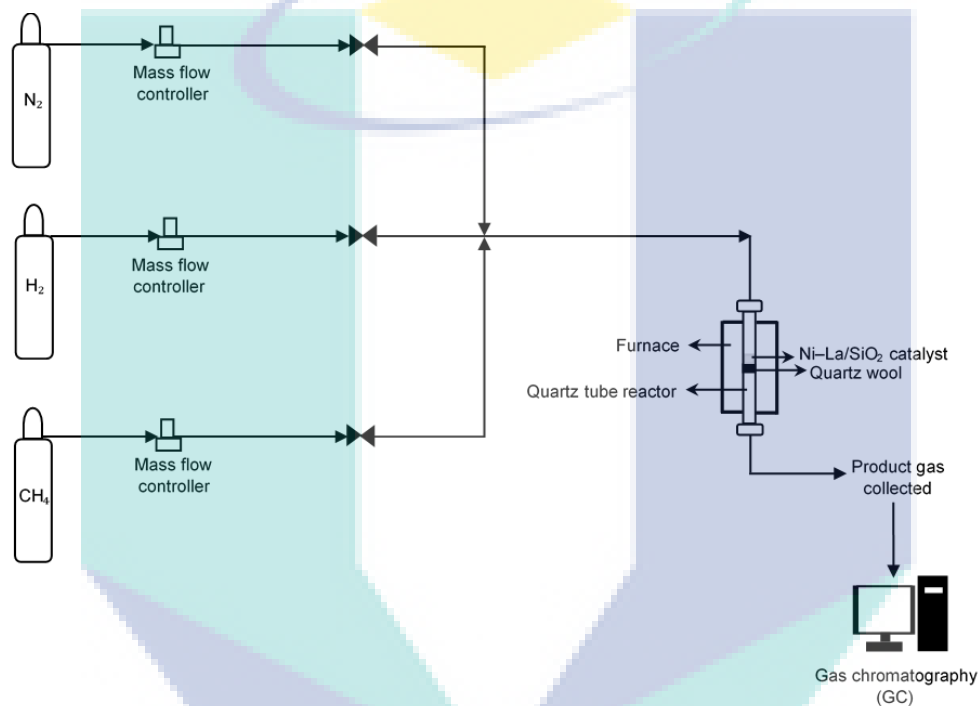 N₂
Mass flow
controller
H₂
Mass flow
controller
Furnace
Ni–La/SiO₂ catalyst
Quartz wool
Quartz tube reactor
CH₄
Mass flow
controller
Product gas
collected
Gas chromatography
(GC)